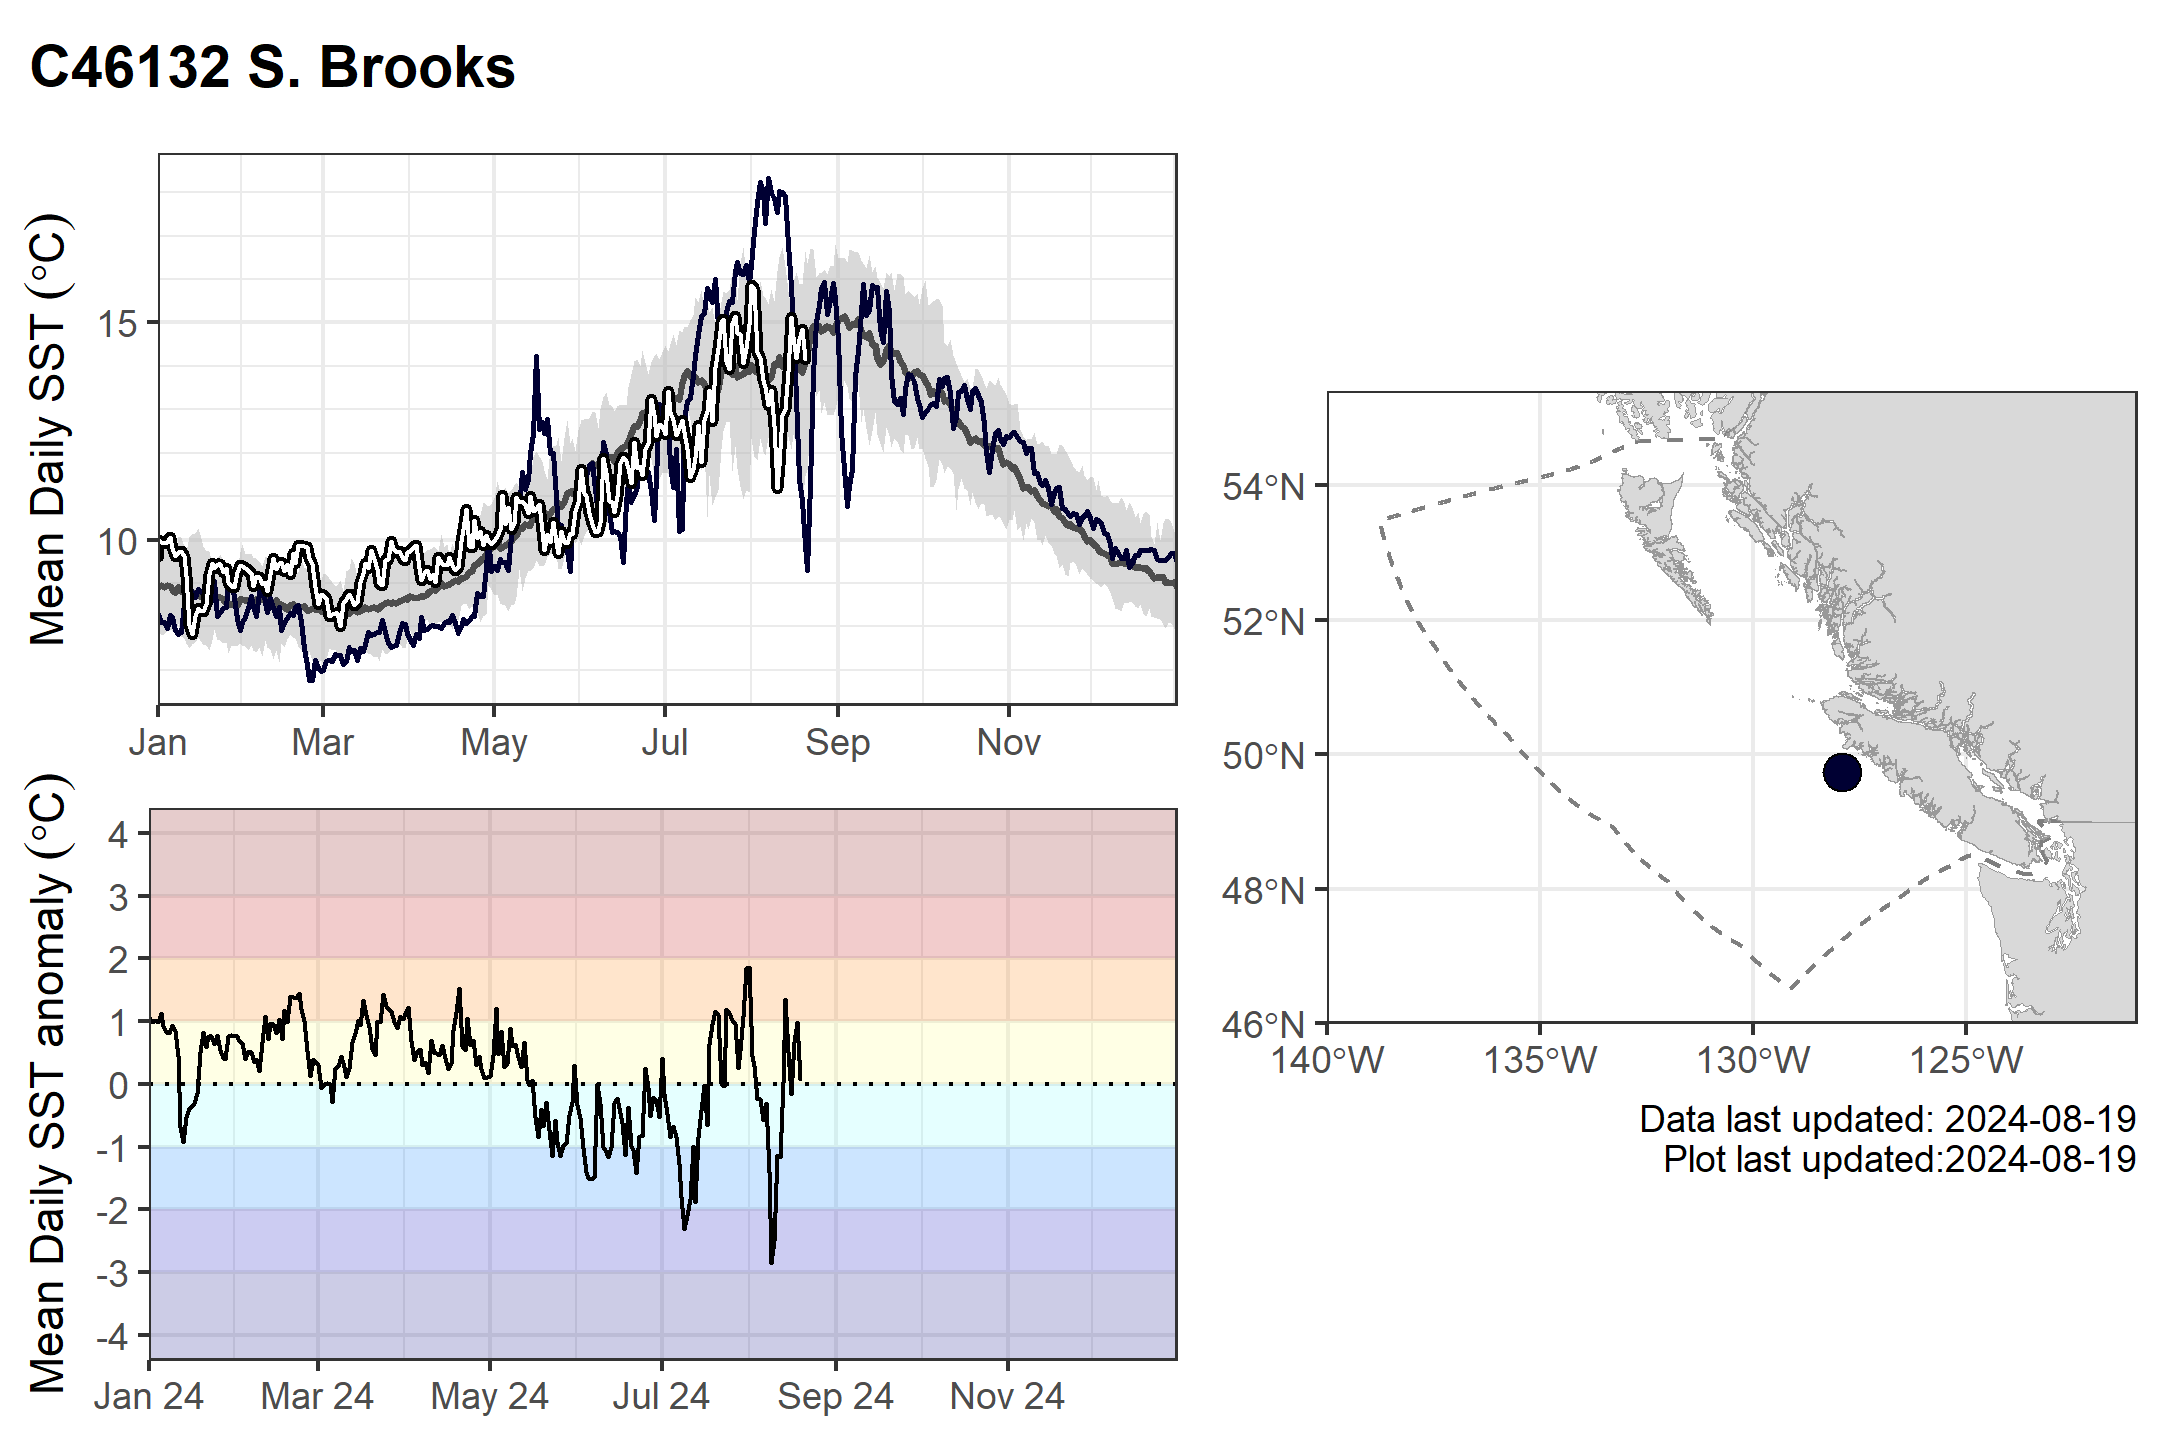 C46132 S. Brooks
Mean Daily SST (°C)
15
10
Jan Mar May Jul Sep Nov
Mean Daily SST anomaly (°C)
4
3
2
1
0
-1
-2
-3
-4
Jan 24 Mar 24 May 24 Jul 24 Sep 24 Nov 24
54°N
52°N
50°N
48°N
46°N
140°W 135°W 130°W 125°W
Data last updated: 2024-08-19
Plot last updated:2024-08-19